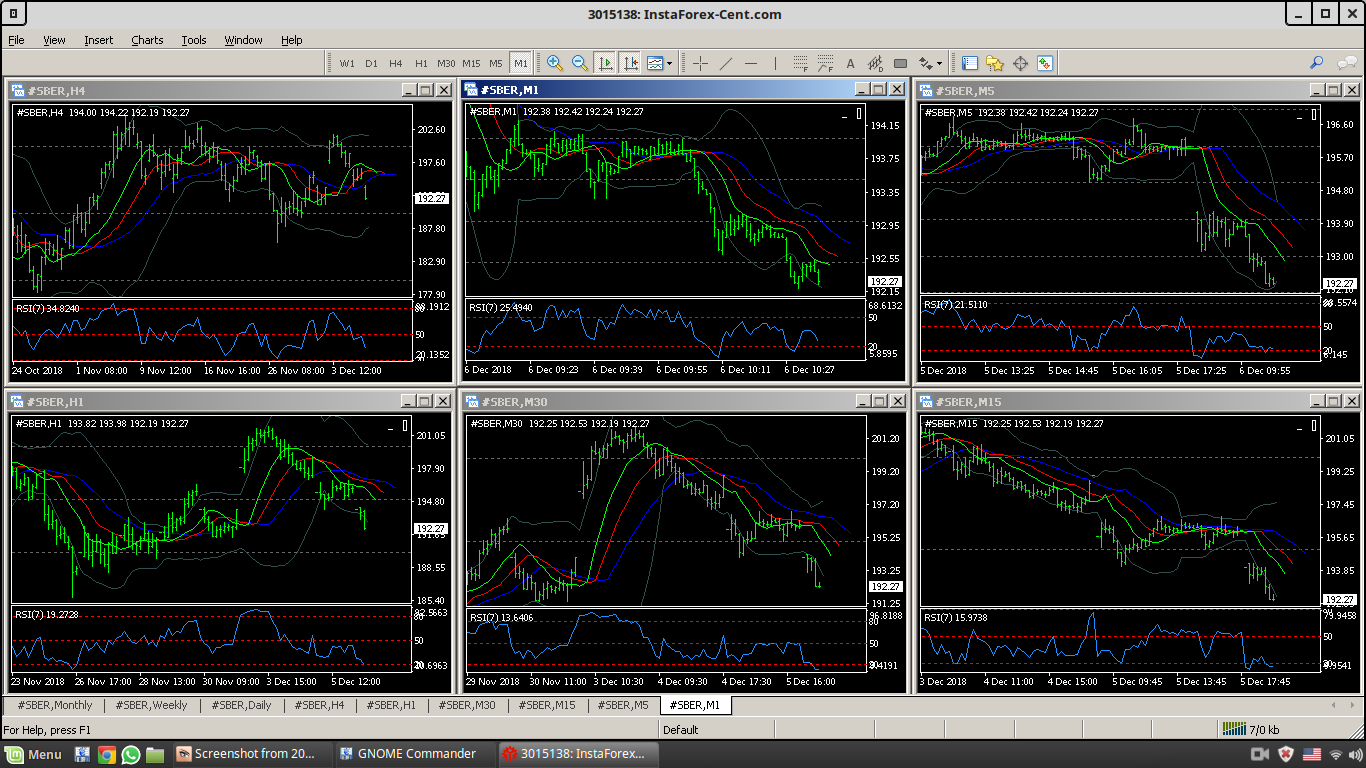 3015138: InstaForex-Cent.com
File View Insert Charts Tools Window Help
W1 D1 H4 H1 M30 M15 M5 M1
#SBER,H4
#SBER,H4 194.00 194.22 192.19 192.27
202.60
197.60
192.27
187.80
182.90
177.90
RSI(7) 34.8240
80
50
24 Oct 2018 1 Nov 08:00 9 Nov 12:00 16 Nov 16:00 26 Nov 08:00 3 Dec 12:00
#SBER,M1
#SBER,M1 192.38 192.42 192.24 192.27
194.15
193.75
193.35
192.95
192.55
192.27
192.15
RSI(7) 25.4940
68.6132
50
20
5.8595
6 Dec 2018 6 Dec 09:23 6 Dec 09:39 6 Dec 09:55 6 Dec 10:11 6 Dec 10:27
#SBER,M5
#SBER,M5 192.38 192.42 192.24 192.27
196.60
195.70
194.80
193.90
193.00
192.27
192.10
RSI(7) 21.5110
50
20
5 Dec 2018 5 Dec 13:25 5 Dec 14:45 5 Dec 16:05 5 Dec 17:25 6 Dec 09:55
#SBER,H1
#SBER,H1 193.82 193.98 192.19 192.27
201.05
197.90
194.80
192.27
191.65
188.55
185.40
RSI(7) 19.2728
80
50
20
23 Nov 2018 26 Nov 17:00 28 Nov 13:00 30 Nov 09:00 3 Dec 15:00 5 Dec 12:00
#SBER,M30
#SBER,M30 192.25 192.53 192.19 192.27
201.20
199.20
197.20
195.25
193.25
192.27
191.25
RSI(7) 13.6406
80
50
20
29 Nov 2018 30 Nov 11:00 3 Dec 10:30 4 Dec 09:30 4 Dec 17:30 5 Dec 16:00
#SBER,M15
#SBER,M15 192.25 192.53 192.19 192.27
201.05
199.25
197.45
195.65
193.85
192.27
RSI(7) 15.9738
79.9458
50
20
3 Dec 2018 4 Dec 11:00 4 Dec 15:00 5 Dec 09:45 5 Dec 13:45 5 Dec 17:45
#SBER,Monthly #SBER,Weekly #SBER,Daily #SBER,H4 #SBER,H1 #SBER,M30 #SBER,M15 #SBER,M5 #SBER,M1
For Help, press F1 Default 7/0 kb
Menu Screenshot from 20... GNOME Commander 3015138: InstaForex...